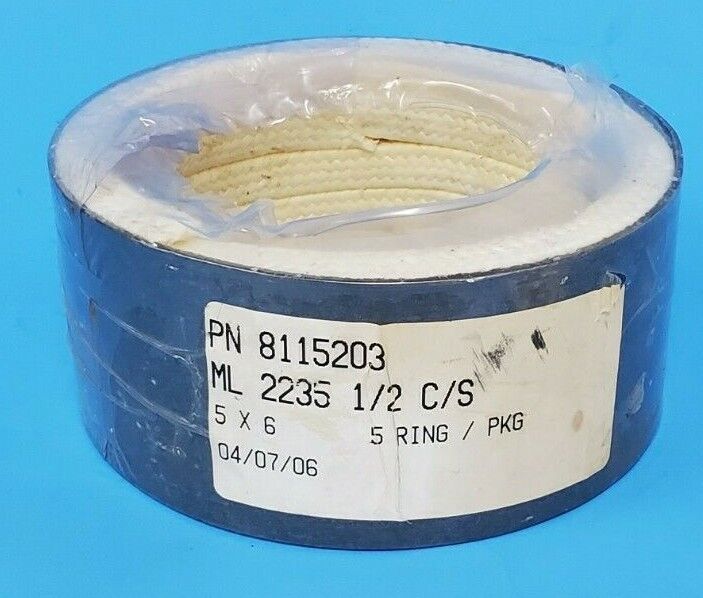 PN 8115203
ML 2235 1/2 C/S
5 X 6 5 RING / PKG
04/07/06